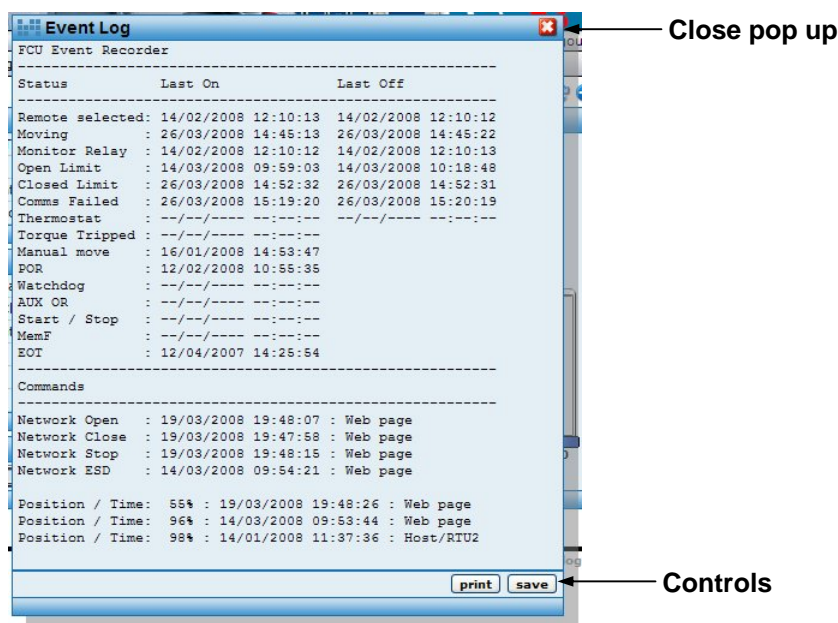 Event Log
Close pop up
FCU Event Recorder
------------------------------------------------------
Status Last On Last Off
------------------------------------------------------
Remote selected: 14/02/2008 12:10:13 14/02/2008 12:10:12
Moving : 26/03/2008 14:45:13 26/03/2008 14:45:22
Monitor Relay : 14/02/2008 12:10:12 14/02/2008 12:10:13
Open Limit : 14/03/2008 09:59:03 14/03/2008 10:18:48
Closed Limit : 26/03/2008 14:52:32 26/03/2008 14:52:31
Comms Failed : 26/03/2008 15:19:20 26/03/2008 15:20:19
Thermostat : --/--/---- --:--:-- --/--/---- --:--:--
Torque Tripped : --/--/---- --:--:--
Manual move : 16/01/2008 14:53:47
POR : 12/02/2008 10:55:35
Watchdog : --/--/---- --:--:--
AUX OR : --/--/---- --:--:--
Start / Stop : --/--/---- --:--:--
MemF : --/--/---- --:--:--
EOT : 12/04/2007 14:25:54
------------------------------------------------------
Commands
------------------------------------------------------
Network Open : 19/03/2008 19:48:07 : Web page
Network Close : 19/03/2008 19:47:58 : Web page
Network Stop : 19/03/2008 19:48:15 : Web page
Network ESD : 14/03/2008 09:54:21 : Web page
Position / Time: 55% : 19/03/2008 19:48:26 : Web page
Position / Time: 96% : 14/03/2008 09:53:44 : Web page
Position / Time: 98% : 14/01/2008 11:37:36 : Host/RTU2
print save
Controls